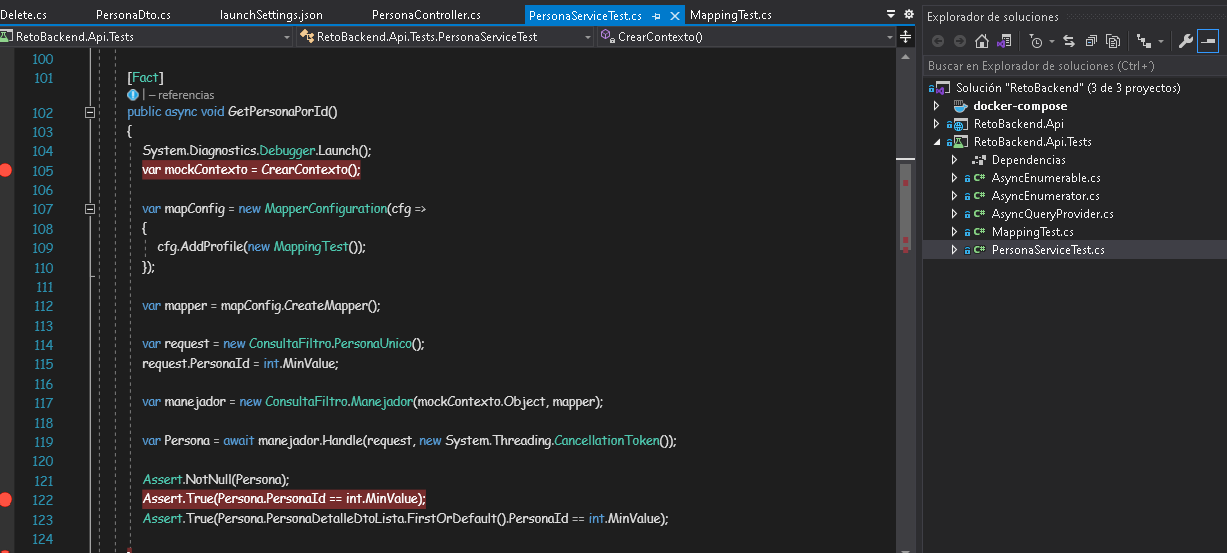 Delete.cs PersonaDto.cs launchSettings.json PersonaController.cs PersonaServiceTest.cs MappingTest.cs
RetoBackend.Api.Tests RetoBackend.Api.Tests.PersonaServiceTest CrearContexto()
100
101 [Fact]
| – referencias
102 public async void GetPersonaPorId()
103 {
104 System.Diagnostics.Debugger.Launch();
105 var mockContexto = CrearContexto();
106
107 var mapConfig = new MapperConfiguration(cfg =>
108 {
109 cfg.AddProfile(new MappingTest());
110 });
111
112 var mapper = mapConfig.CreateMapper();
113
114 var request = new ConsultaFiltro.PersonaUnico();
115 request.PersonaId = int.MinValue;
116
117 var manejador = new ConsultaFiltro.Manejador(mockContexto.Object, mapper);
118
119 var Persona = await manejador.Handle(request, new System.Threading.CancellationToken());
120
121 Assert.NotNull(Persona);
122 Assert.True(Persona.PersonaId == int.MinValue);
123 Assert.True(Persona.PersonaDetalleDtoLista.FirstOrDefault().PersonaId == int.MinValue);
124
Explorador de soluciones
Buscar en Explorador de soluciones (Ctrl+´)
Solución "RetoBackend" (3 de 3 proyectos)
docker-compose
RetoBackend.Api
RetoBackend.Api.Tests
Dependencias
C# AsyncEnumerable.cs
C# AsyncEnumerator.cs
C# AsyncQueryProvider.cs
C# MappingTest.cs
C# PersonaServiceTest.cs